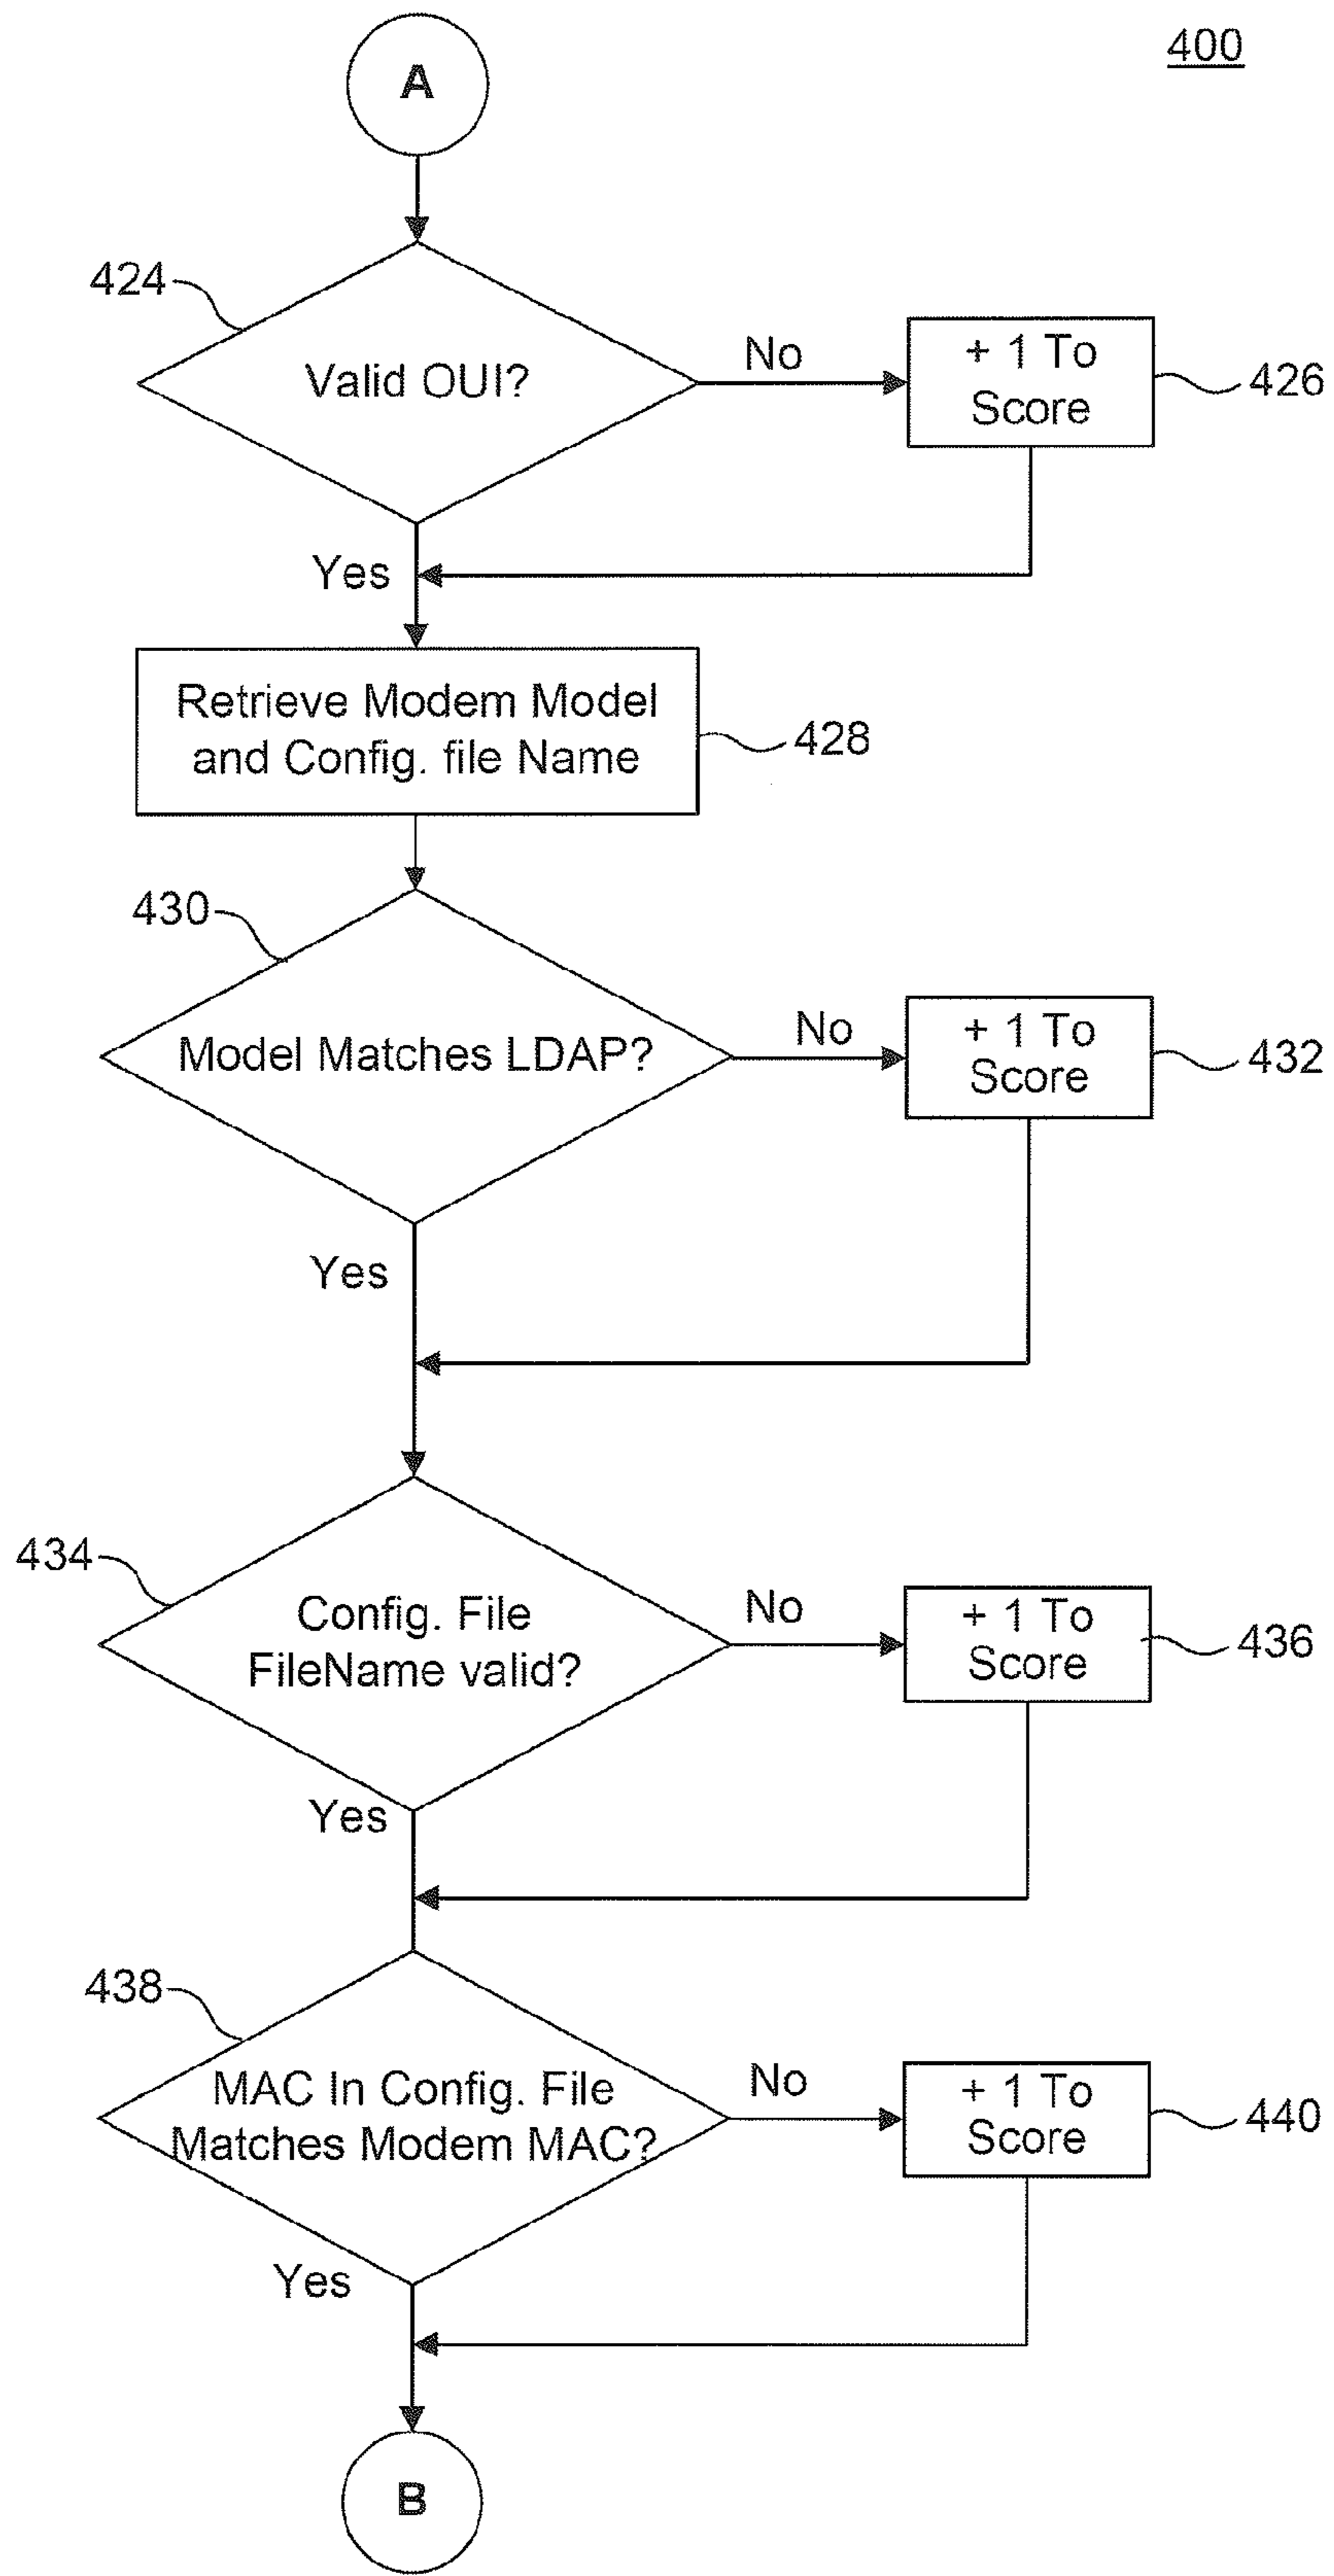 400
A
424
Valid OUI?
No
+ 1 To
Score
426
Yes
Retrieve Modem Model
and Config. file Name
428
430
Model Matches LDAP?
No
+ 1 To
Score
432
Yes
434
Config. File
FileName valid?
No
+ 1 To
Score
436
Yes
438
MAC In Config. File
Matches Modem MAC?
No
+ 1 To
Score
440
Yes
B